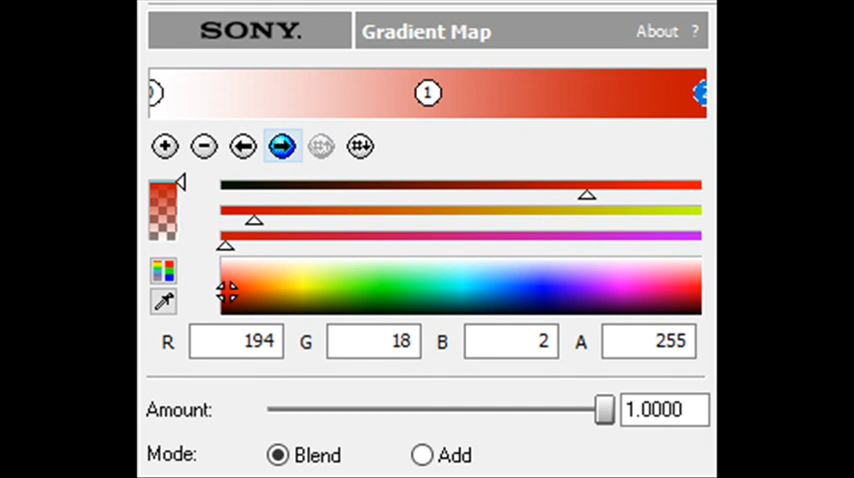 SONY. Gradient Map About ?
1
R 194 G 18 B 2 A 255
Amount: 1.0000
Mode: Blend Add